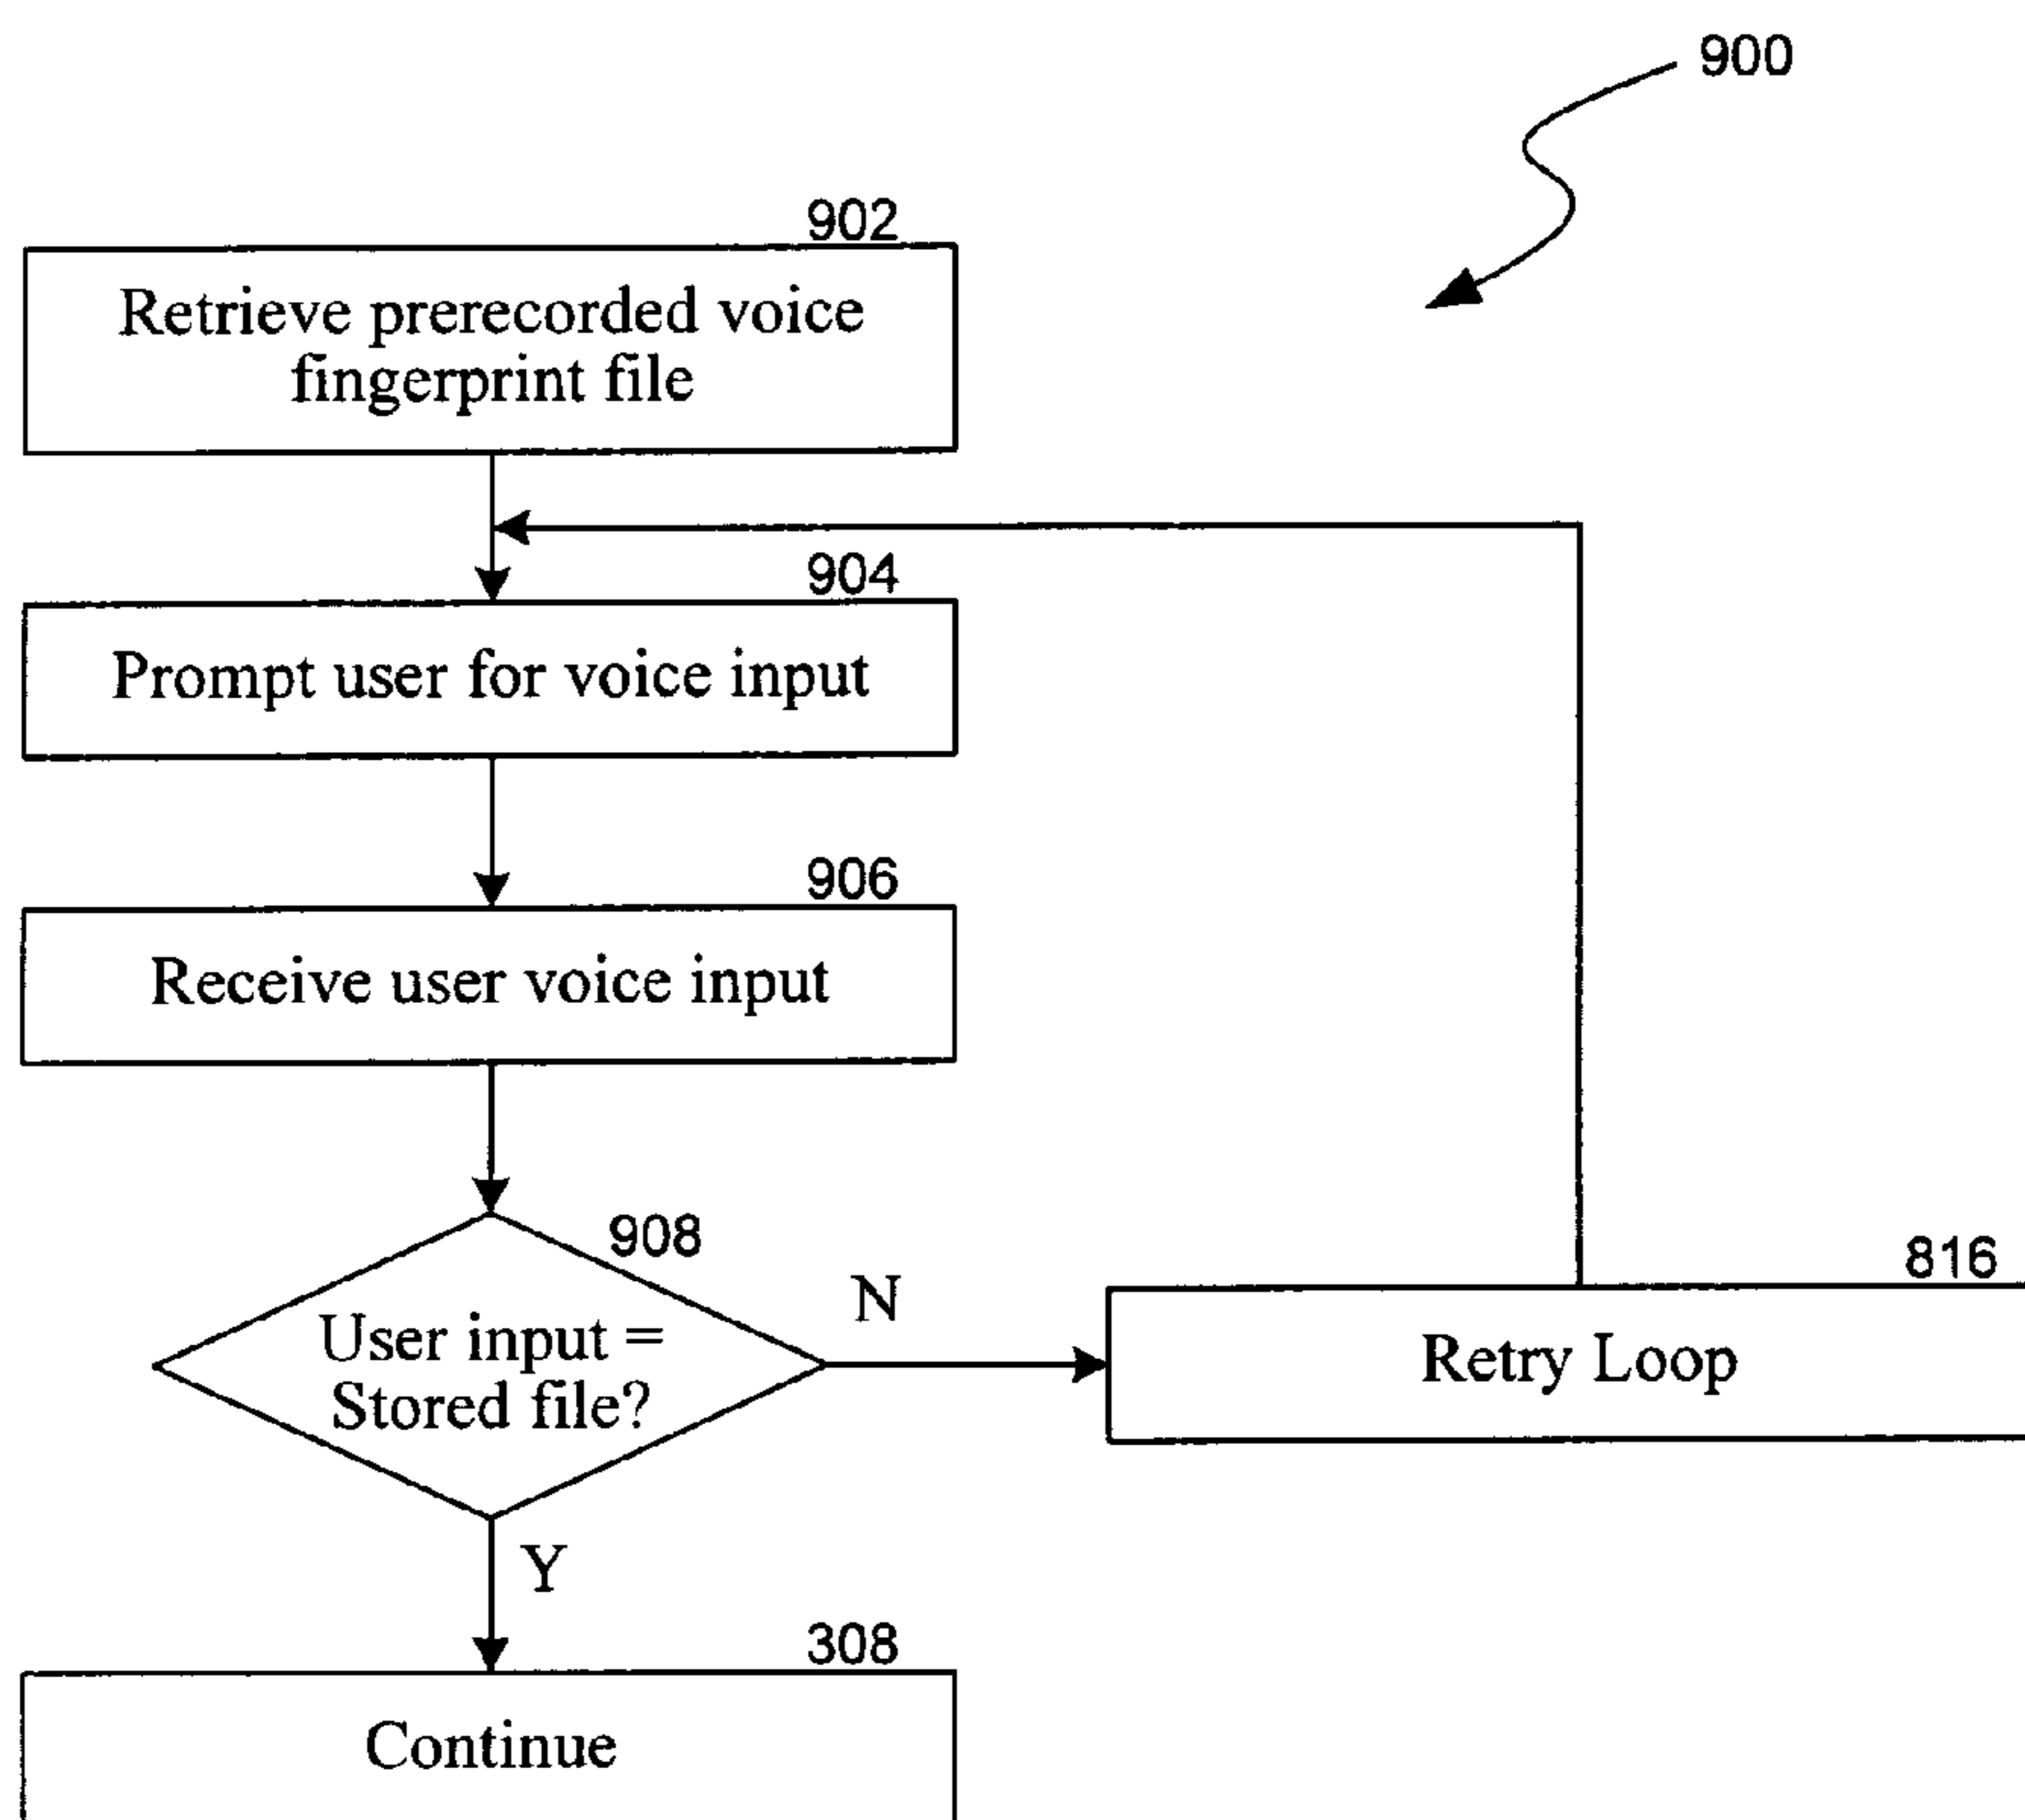 900
902
Retrieve prerecorded voice
fingerprint file
904
Prompt user for voice input
906
Receive user voice input
908
User input =
Stored file?
N
816
Retry Loop
Y
308
Continue